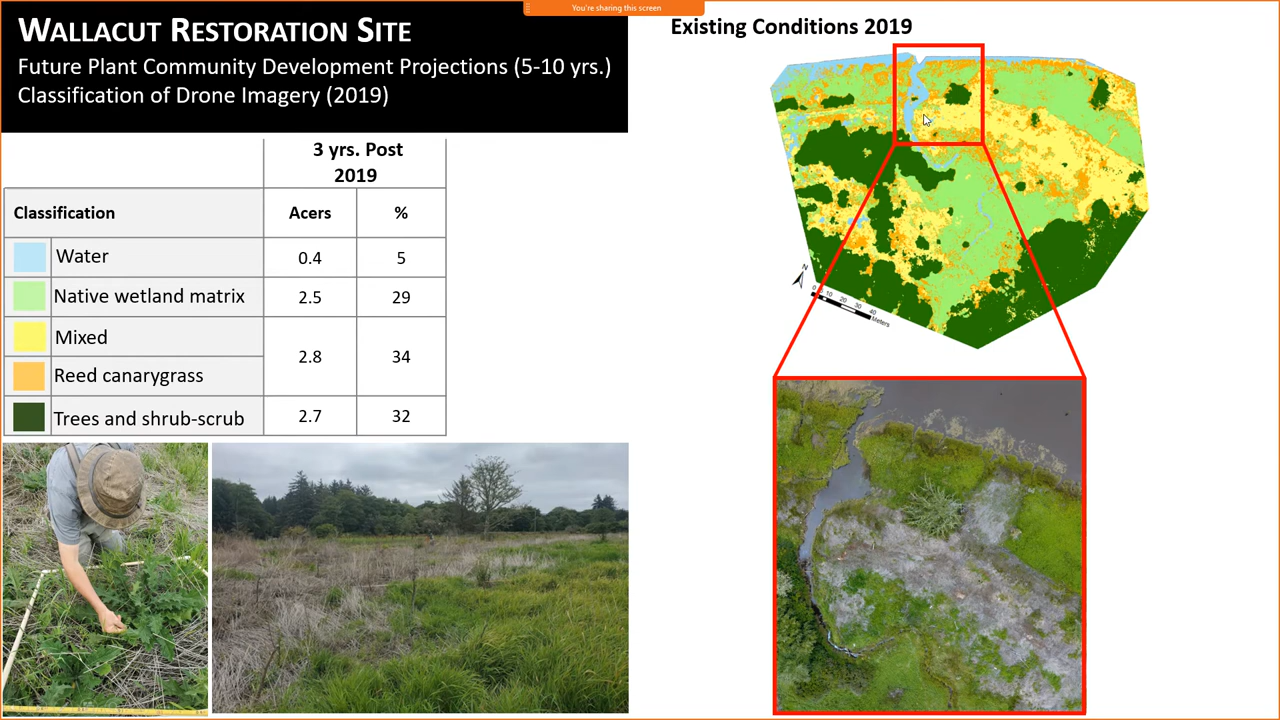 You're sharing this screen
WALLACUT RESTORATION SITE
Future Plant Community Development Projections (5-10 yrs.)
Classification of Drone Imagery (2019)
3 yrs. Post
2019
Classification Acers %
Water 0.4 5
Native wetland matrix 2.5 29
Mixed
2.8 34
Reed canarygrass
Trees and shrub-scrub 2.7 32
Existing Conditions 2019
N
0 5 10 20 30 40
Meters